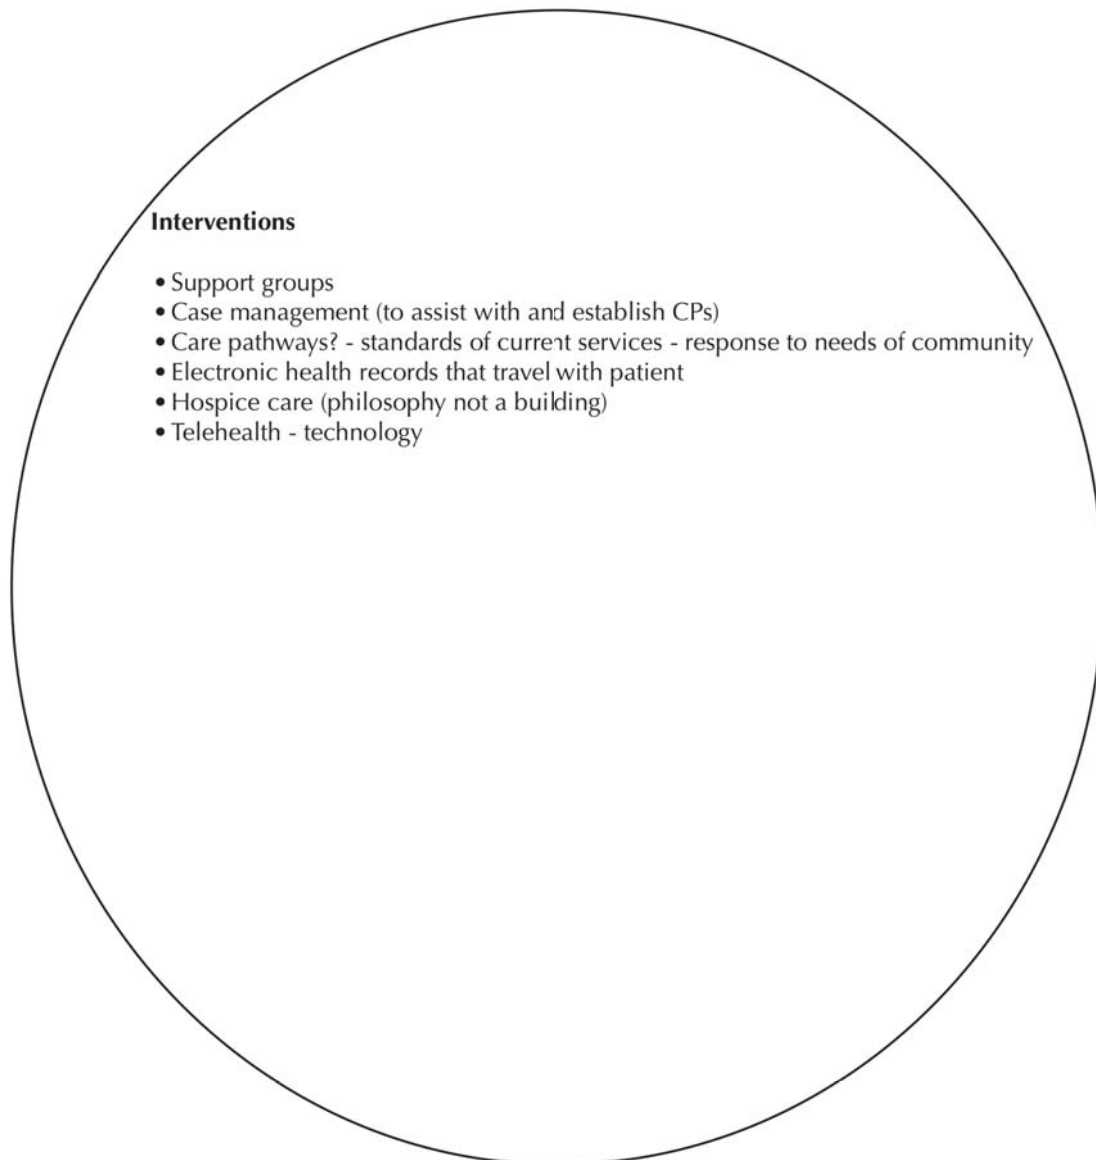 Interventions
• Support groups
• Case management (to assist with and establish CPs)
• Care pathways? - standards of current services - response to needs of community
• Electronic health records that travel with patient
• Hospice care (philosophy not a building)
• Telehealth - technology